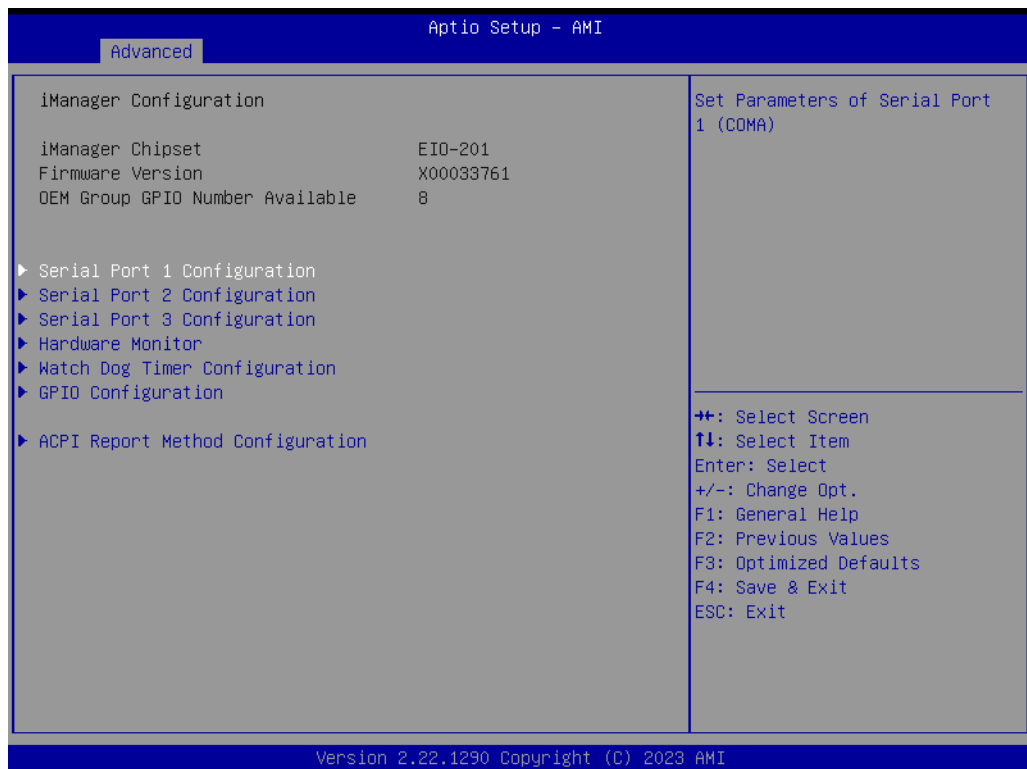 Aptio Setup – AMI
Advanced
iManager Configuration
iManager Chipset EIO-201
Firmware Version X00033761
OEM Group GPIO Number Available 8
▶ Serial Port 1 Configuration
▶ Serial Port 2 Configuration
▶ Serial Port 3 Configuration
▶ Hardware Monitor
▶ Watch Dog Timer Configuration
▶ GPIO Configuration
▶ ACPI Report Method Configuration
Set Parameters of Serial Port
1 (COMA)
→←: Select Screen
↑↓: Select Item
Enter: Select
+/-: Change Opt.
F1: General Help
F2: Previous Values
F3: Optimized Defaults
F4: Save & Exit
ESC: Exit
Version 2.22.1290 Copyright (C) 2023 AMI